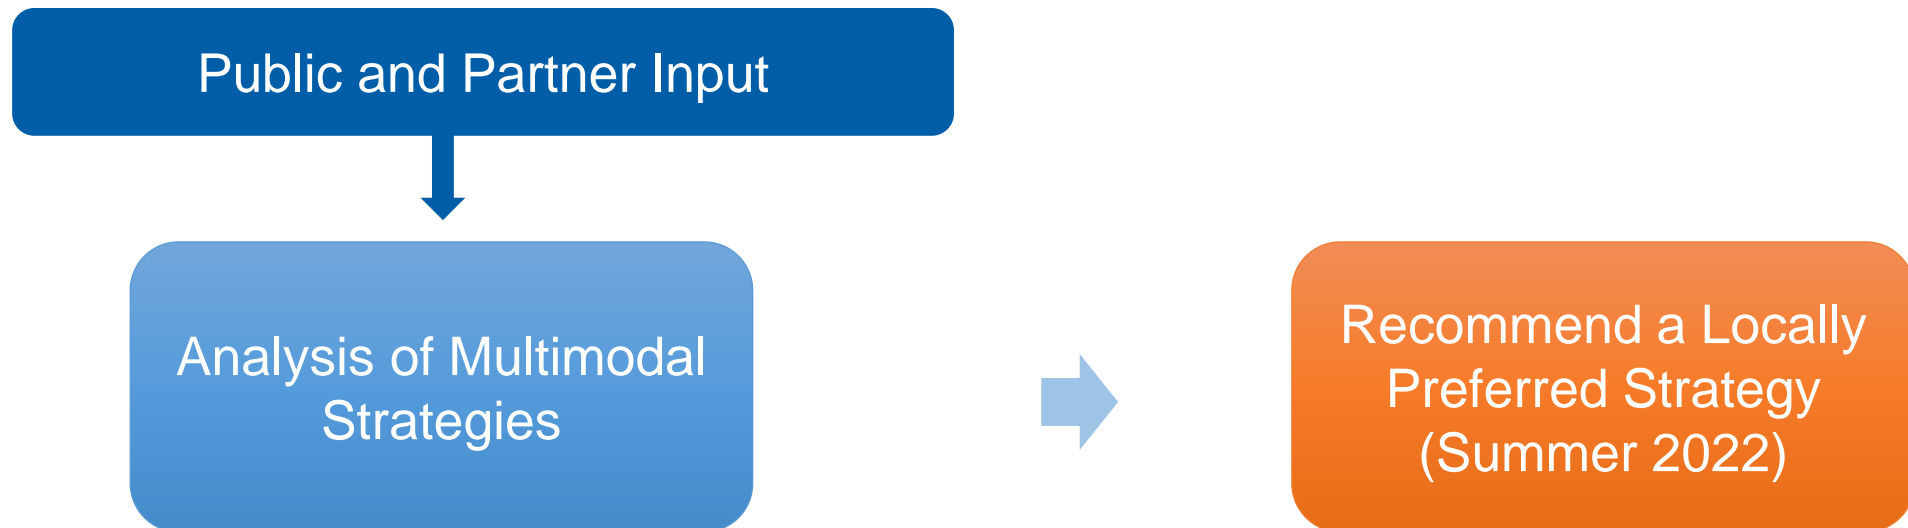 Public and Partner Input
Analysis of Multimodal
Strategies
Recommend a Locally
Preferred Strategy
(Summer 2022)